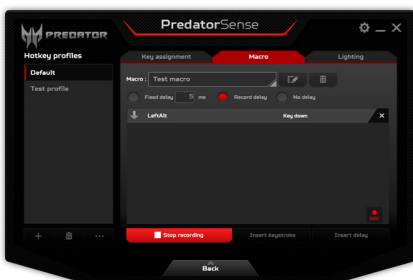 PREDATOR
PredatorSense
Hotkey profiles
Default
Test profile
Key assignment
Macro
Lighting
Macro :
Test macro
Fixed delay
5
ms
Record delay
No delay
LeftAlt
Key down
Stop recording
Insert keystroke
Insert delay
Back